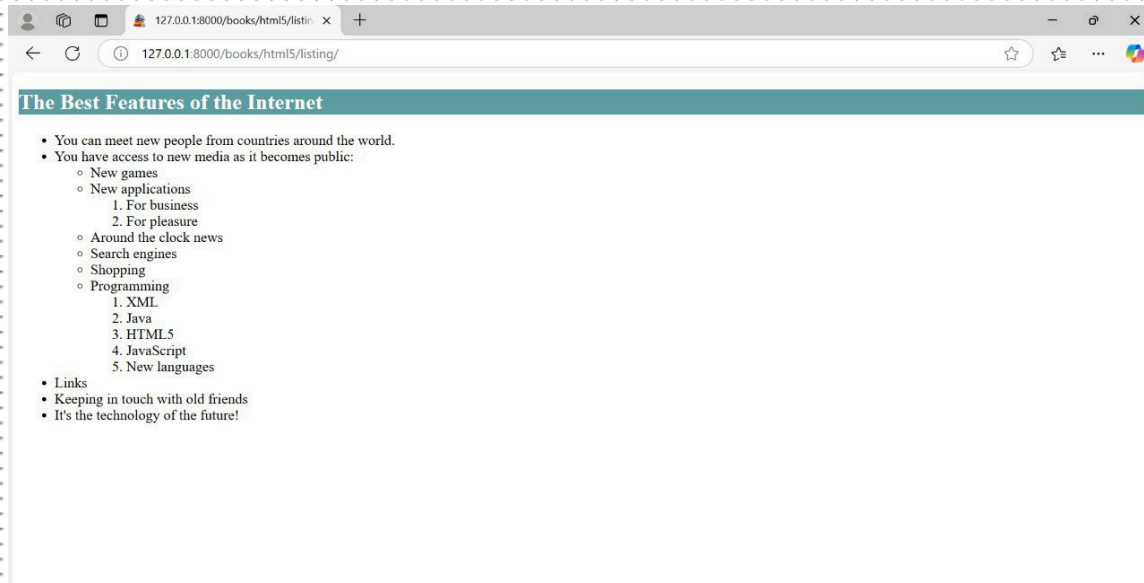 127.0.0.1:8000/books/html5/listin
127.0.0.1:8000/books/html5/listing/
The Best Features of the Internet
• You can meet new people from countries around the world.
• You have access to new media as it becomes public:
◦ New games
◦ New applications
1. For business
2. For pleasure
◦ Around the clock news
◦ Search engines
◦ Shopping
◦ Programming
1. XML
2. Java
3. HTML5
4. JavaScript
5. New languages
• Links
• Keeping in touch with old friends
• It's the technology of the future!